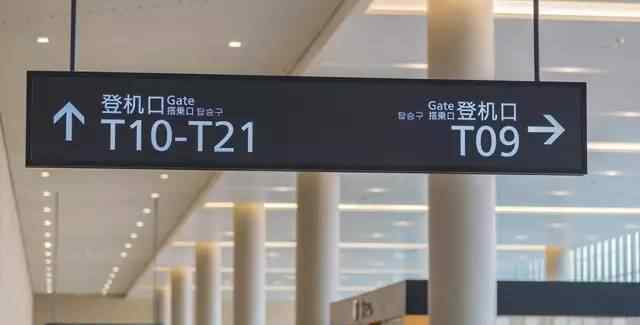 登机口 Gate
搭乗口 탑승구
T10-T21
Gate 登机口
탑승구 搭乗口
T09